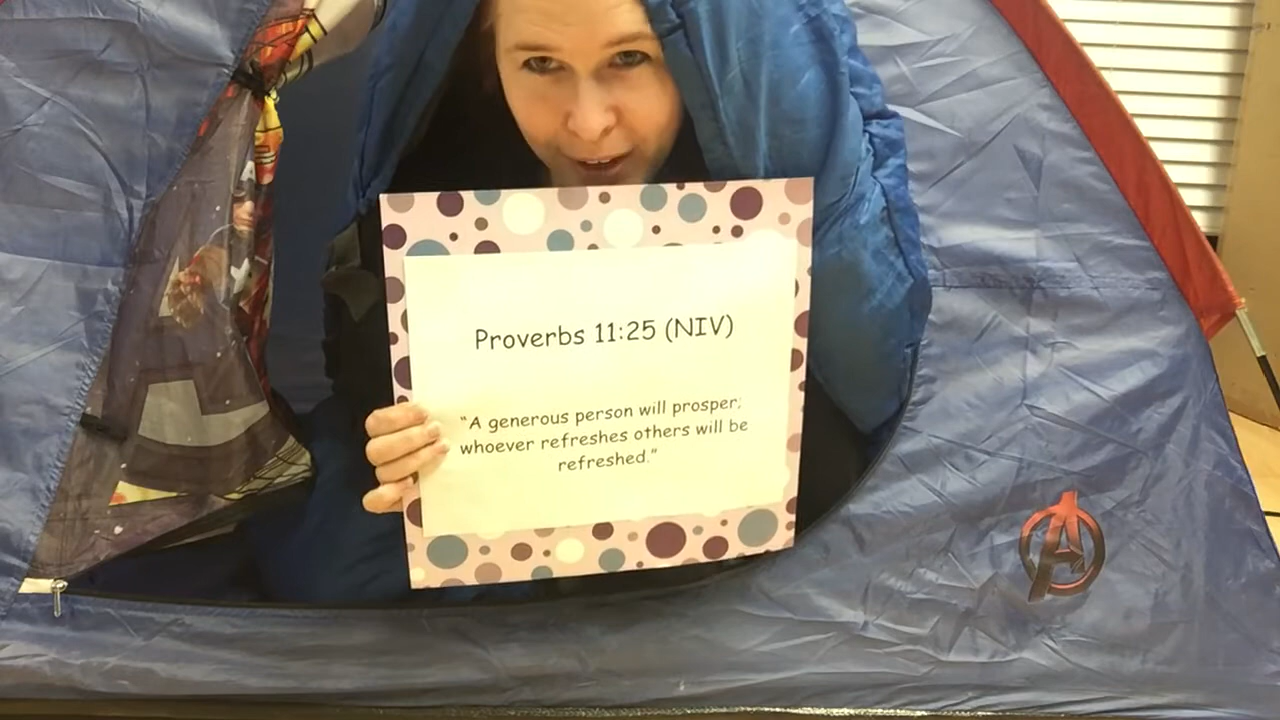 Proverbs 11:25 (NIV)
“A generous person will prosper;
whoever refreshes others will be
refreshed.”